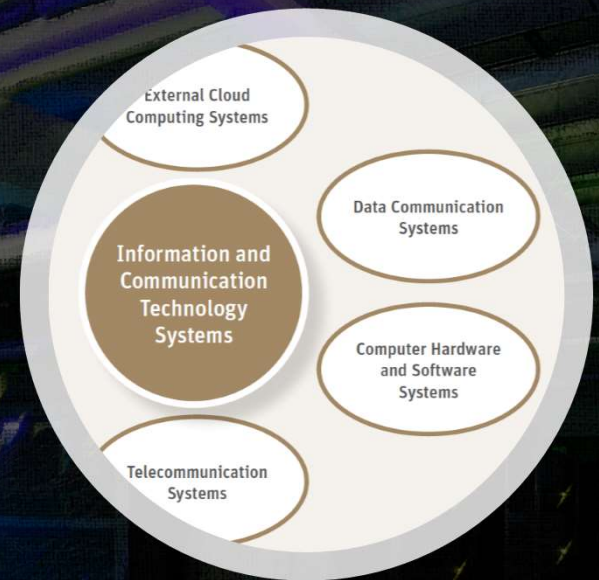 External Cloud
Computing Systems
Data Communication
Systems
Information and
Communication
Technology
Systems
Computer Hardware
and Software
Systems
Telecommunication
Systems